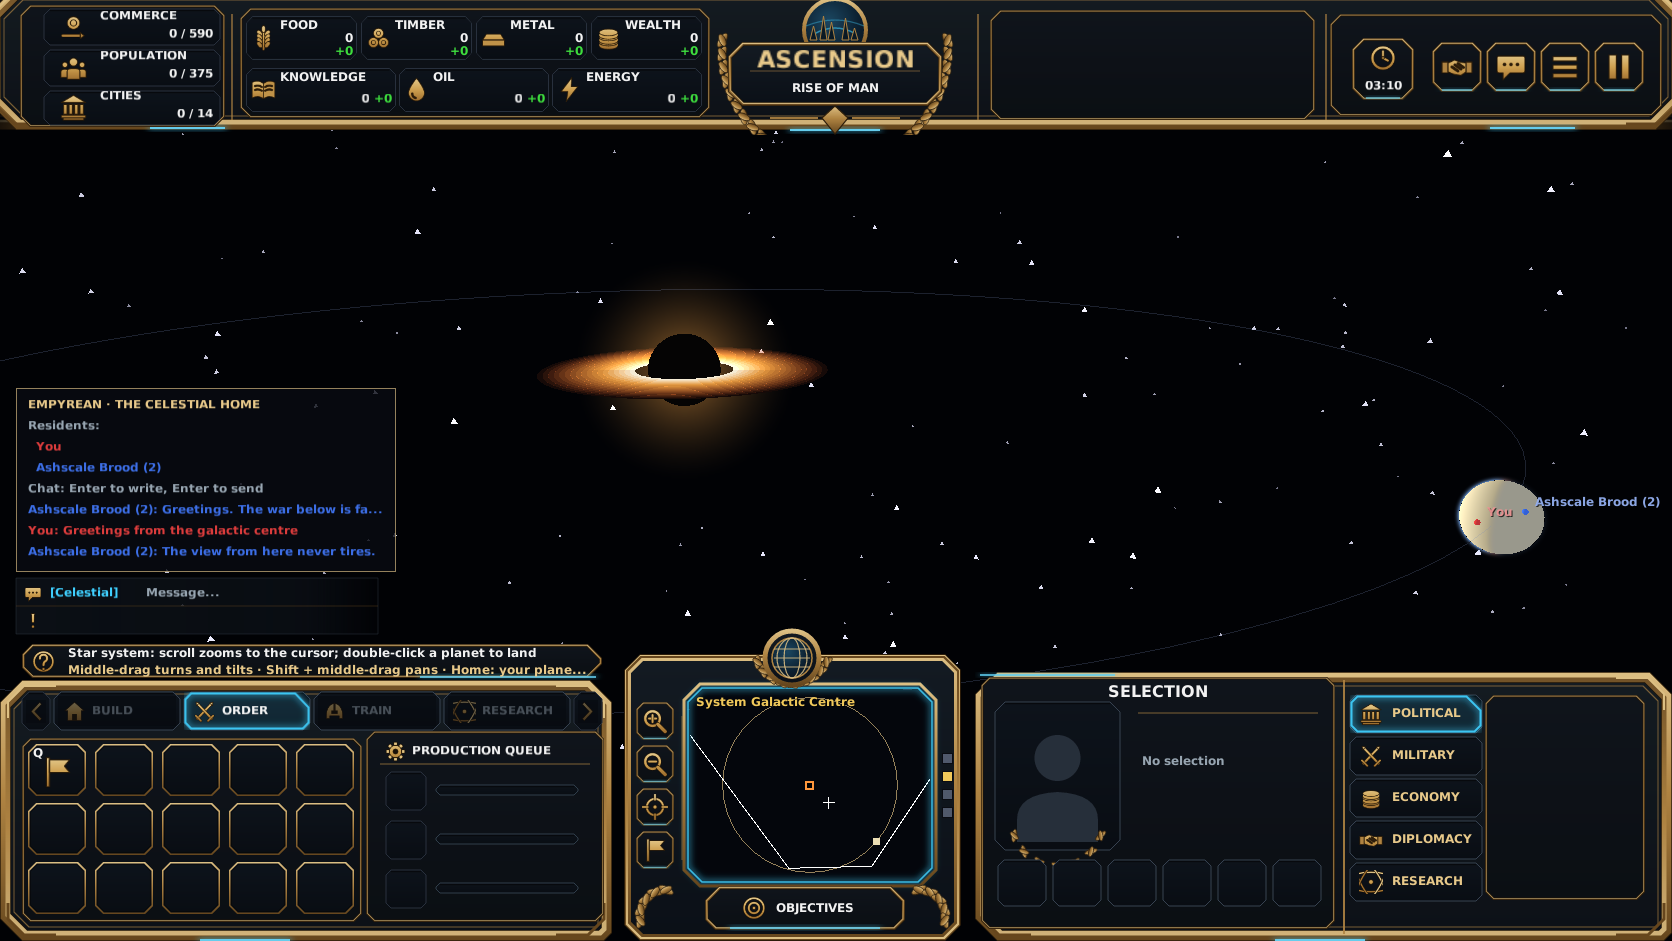 COMMERCE
0 / 590
POPULATION
0 / 375
CITIES
0 / 14
FOOD
0
+0
TIMBER
0
+0
METAL
0
+0
WEALTH
0
+0
KNOWLEDGE
0 +0
OIL
0 +0
ENERGY
0 +0
ASCENSION
RISE OF MAN
03:10
EMPYREAN · THE CELESTIAL HOME
Residents:
You
Ashscale Brood (2)
Chat: Enter to write, Enter to send
Ashscale Brood (2): Greetings. The war below is fa...
You: Greetings from the galactic centre
Ashscale Brood (2): The view from here never tires.
[Celestial] Message...
!
You
Ashscale Brood (2)
Star system: scroll zooms to the cursor; double-click a planet to land
Middle-drag turns and tilts · Shift + middle-drag pans · Home: your plane...
BUILD
ORDER
TRAIN
RESEARCH
Q
PRODUCTION QUEUE
System Galactic Centre
OBJECTIVES
SELECTION
No selection
POLITICAL
MILITARY
ECONOMY
DIPLOMACY
RESEARCH